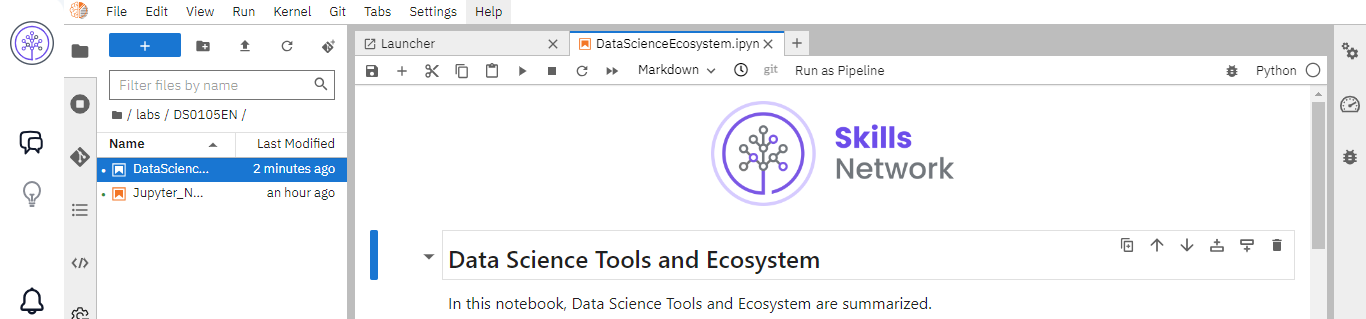 File Edit View Run Kernel Git Tabs Settings Help
Launcher
DataScienceEcosystem.ipyn
Markdown
git
Run as Pipeline
Python
Filter files by name
/ labs / DS0105EN /
Name Last Modified
DataScienc... 2 minutes ago
Jupyter_N... an hour ago
Skills
Network
Data Science Tools and Ecosystem
In this notebook, Data Science Tools and Ecosystem are summarized.